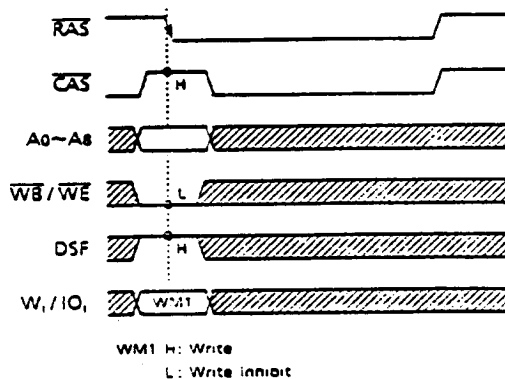 RAS
CAS
H
A0~A8
WB / WE
L
DSF
H
W₁/IO₁
WM1
WM1 H: Write
L: Write inhibit